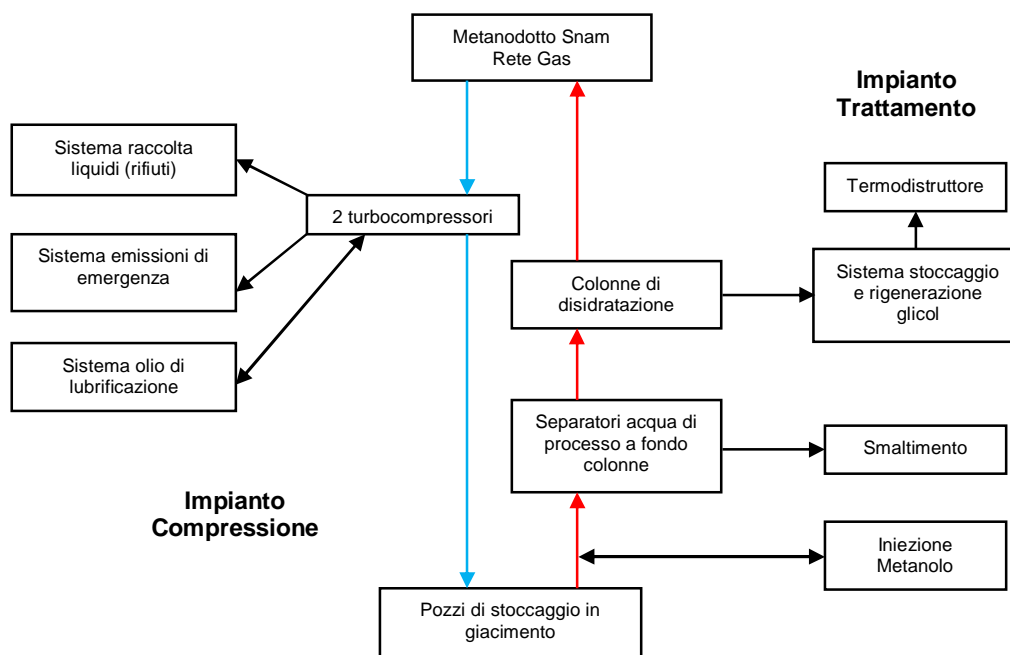 Metanodotto Snam
Rete Gas
Impianto
Trattamento
Sistema raccolta
liquidi (rifiuti)
Termodistruttore
2 turbocompressori
Sistema emissioni di
emergenza
Colonne di
disidratazione
Sistema stoccaggio
e rigenerazione
glicol
Sistema olio di
lubrificazione
Separatori acqua di
processo a fondo
colonne
Smaltimento
Impianto
Compressione
Iniezione
Metanolo
Pozzi di stoccaggio in
giacimento